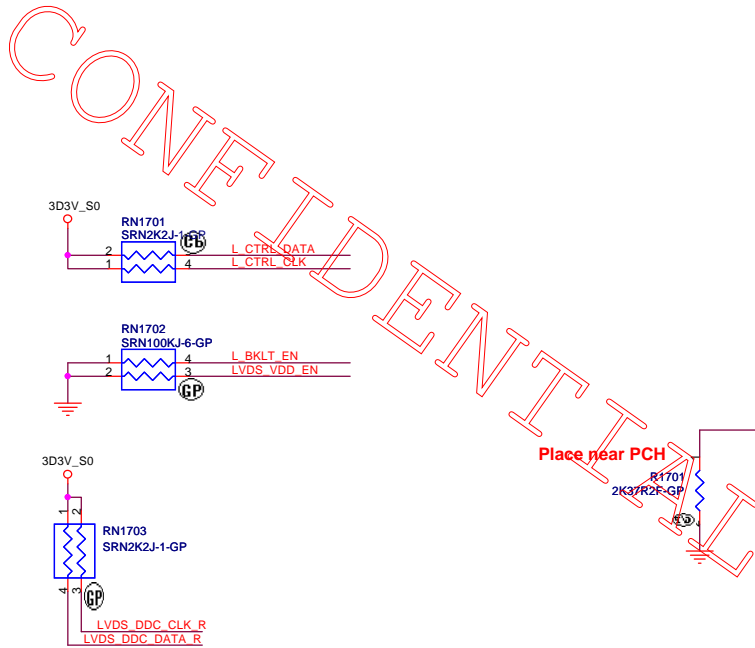 CONFIDENTIAL
3D3V_S0
RN1701
SRN2K2J-1-GP
2
L_CTRL_DATA
1
4
L_CTRL_CLK
RN1702
SRN100KJ-6-GP
1
4
L_BKLT_EN
2
3
LVDS_VDD_EN
GP
Place near PCH
R1701
2K37R2F-GP
3D3V_S0
1
2
RN1703
SRN2K2J-1-GP
4
3
GP
LVDS_DDC_CLK_R
LVDS_DDC_DATA_R